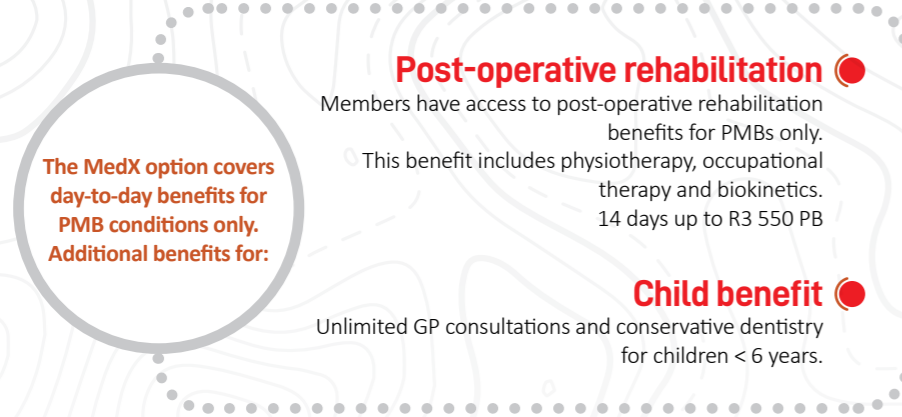 The MedX option covers
day-to-day benefits for
PMB conditions only.
Additional benefits for:
Post-operative rehabilitation
Members have access to post-operative rehabilitation
benefits for PMBs only.
This benefit includes physiotherapy, occupational
therapy and biokinetics.
14 days up to R3 550 PB
Child benefit
Unlimited GP consultations and conservative dentistry
for children < 6 years.